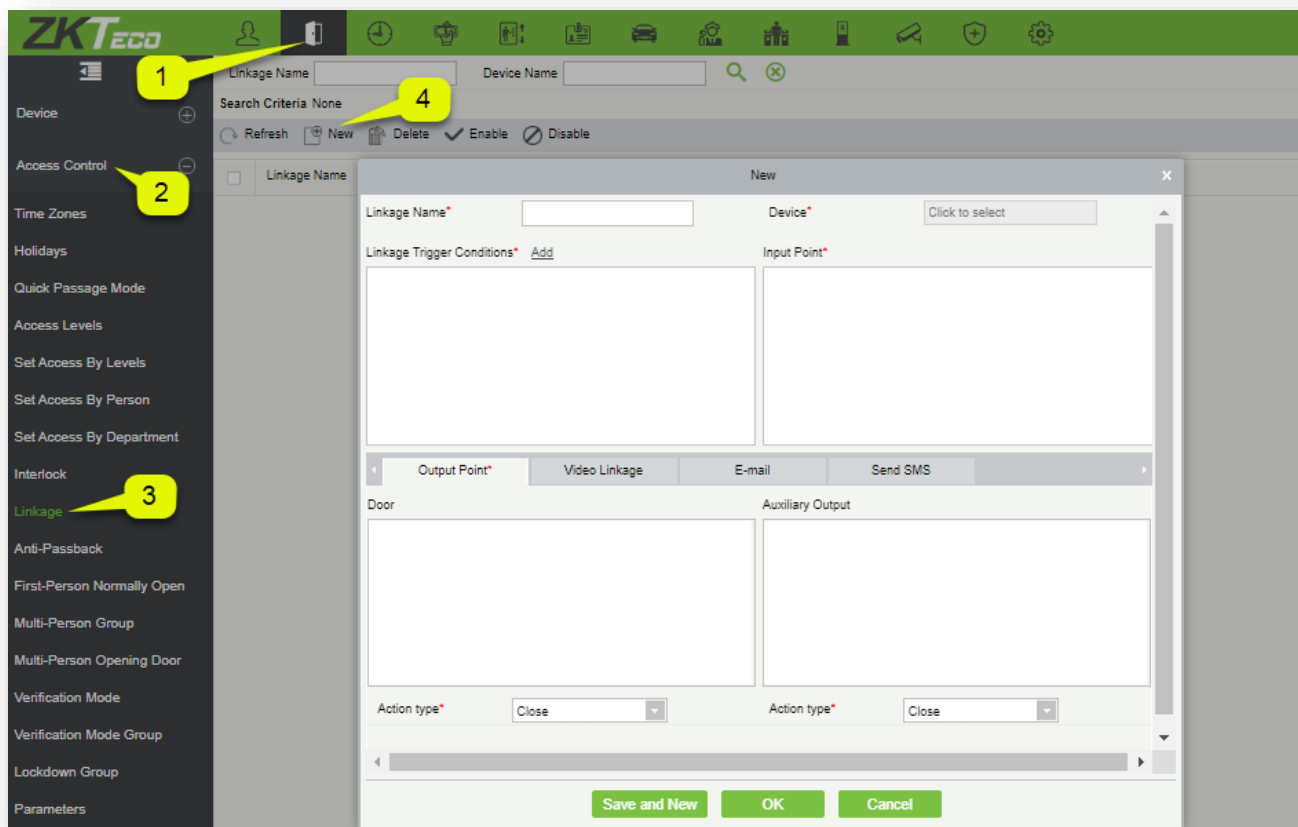 ZKTeco
1
Linkage Name Device Name
Search Criteria None
4
Refresh New Delete Enable Disable
Linkage Name
Device
Access Control
2
Time Zones
Holidays
Quick Passage Mode
Access Levels
Set Access By Levels
Set Access By Person
Set Access By Department
Interlock
3
Linkage
Anti-Passback
First-Person Normally Open
Multi-Person Group
Multi-Person Opening Door
Verification Mode
Verification Mode Group
Lockdown Group
Parameters
New
Linkage Name* Device* Click to select
Linkage Trigger Conditions* Add Input Point*
Output Point* Video Linkage E-mail Send SMS
Door Auxiliary Output
Action type* Close Action type* Close
Save and New OK Cancel